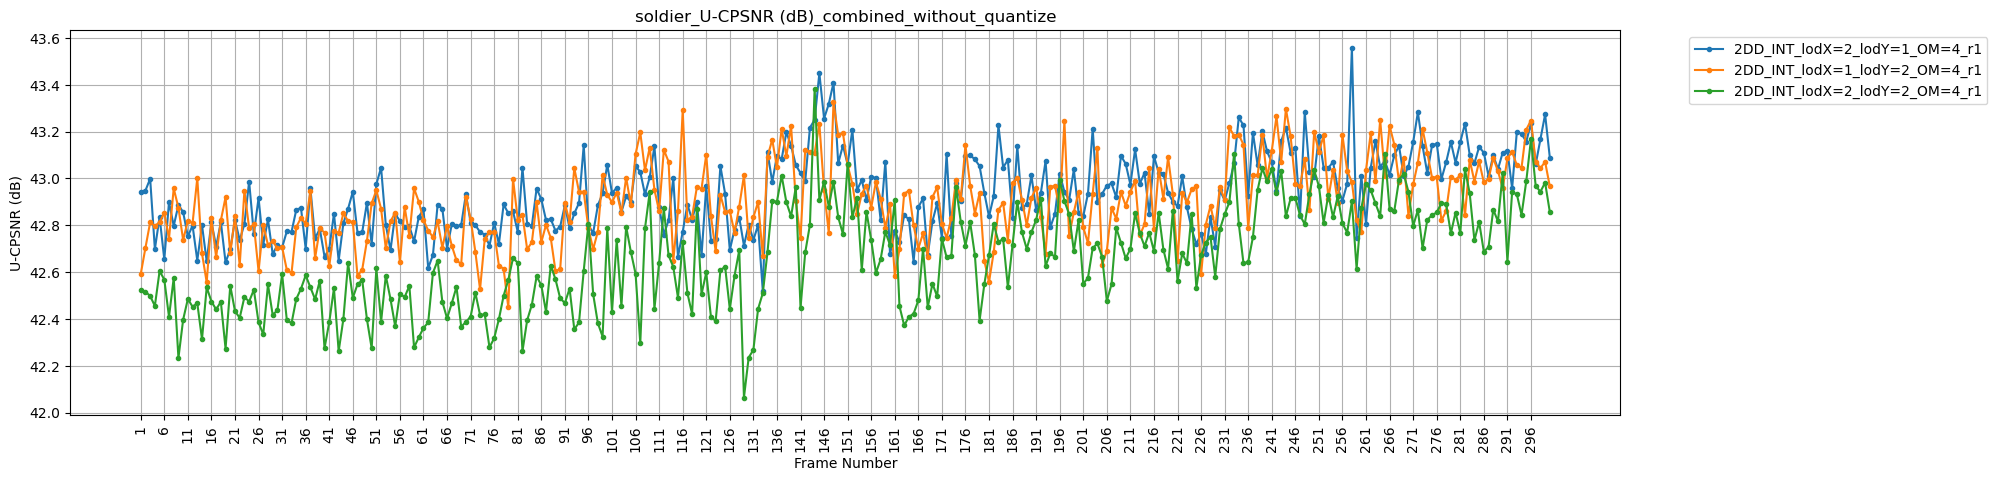 soldier_U-CPSNR (dB)_combined_without_quantize
U-CPSNR (dB)
43.6
43.4
43.2
43.0
42.8
42.6
42.4
42.2
42.0
1 6 11 16 21 26 31 36 41 46 51 56 61 66 71 76 81 86 91 96 101 106 111 116 121 126 131 136 141 146 151 156 161 166 171 176 181 186 191 196 201 206 211 216 221 226 231 236 241 246 251 256 261 266 271 276 281 286 291 296
Frame Number
2DD_INT_lodX=2_lodY=1_OM=4_r1
2DD_INT_lodX=1_lodY=2_OM=4_r1
2DD_INT_lodX=2_lodY=2_OM=4_r1